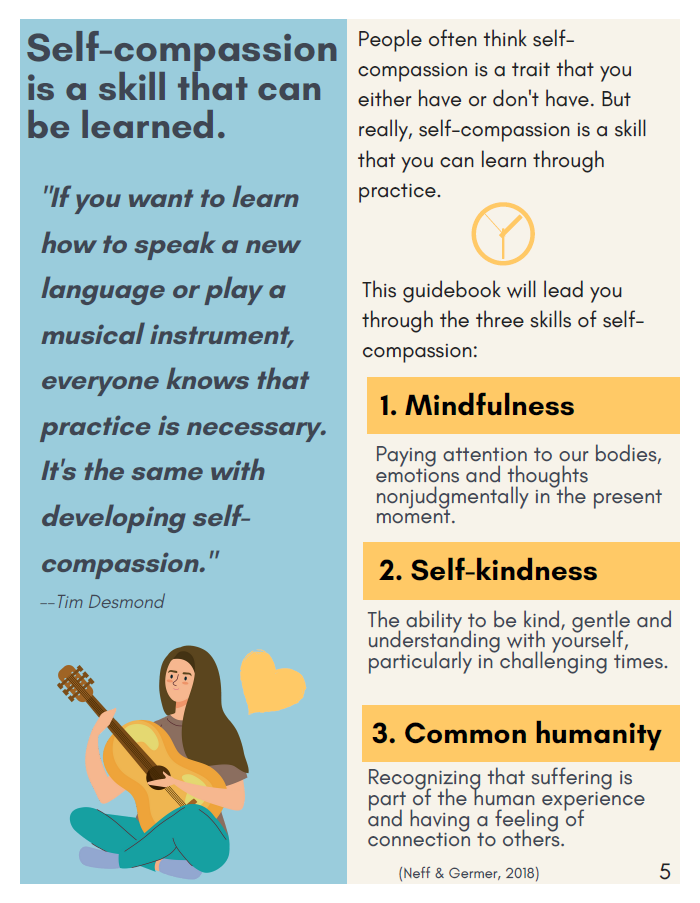 Self-compassion
is a skill that can
be learned.
"If you want to learn
how to speak a new
language or play a
musical instrument,
everyone knows that
practice is necessary.
It's the same with
developing self-
compassion."
--Tim Desmond
People often think self-
compassion is a trait that you
either have or don't have. But
really, self-compassion is a skill
that you can learn through
practice.
This guidebook will lead you
through the three skills of self-
compassion:
1. Mindfulness
Paying attention to our bodies,
emotions and thoughts
nonjudgmentally in the present
moment.
2. Self-kindness
The ability to be kind, gentle and
understanding with yourself,
particularly in challenging times.
3. Common humanity
Recognizing that suffering is
part of the human experience
and having a feeling of
connection to others.
(Neff & Germer, 2018)
5